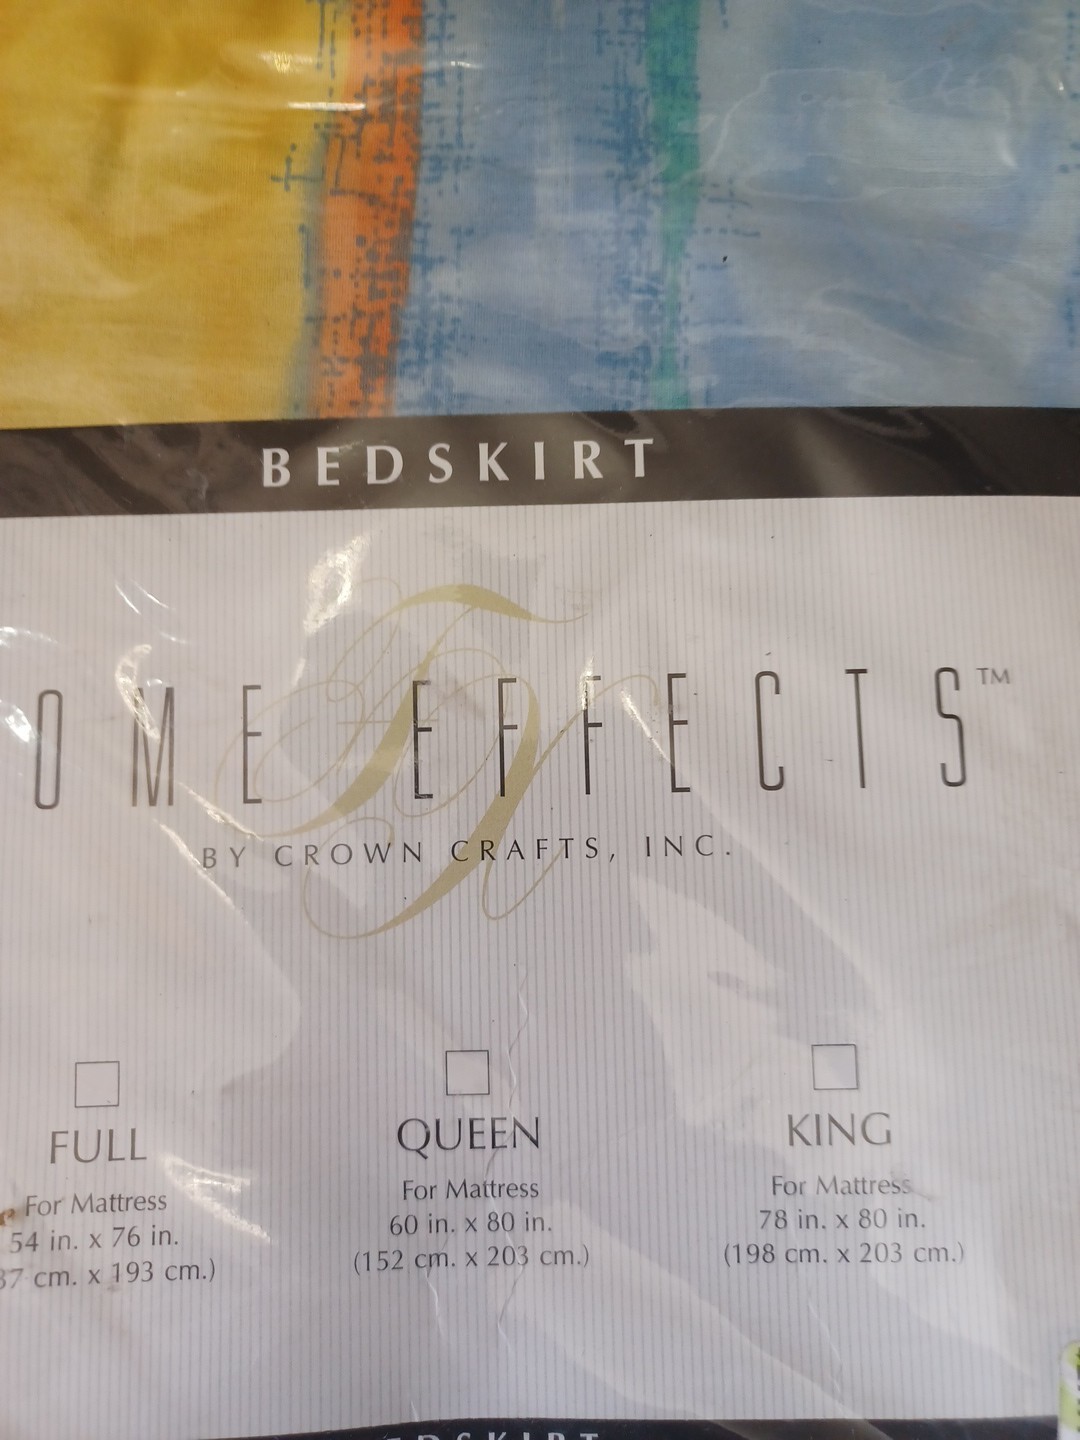 BEDSKIRT
OME EFFECTS™
BY CROWN CRAFTS, INC.
FULL
For Mattress
54 in. x 76 in.
37 cm. x 193 cm.)
QUEEN
For Mattress
60 in. x 80 in.
(152 cm. x 203 cm.)
KING
For Mattress
78 in. x 80 in.
(198 cm. x 203 cm.)
EDSKIRT